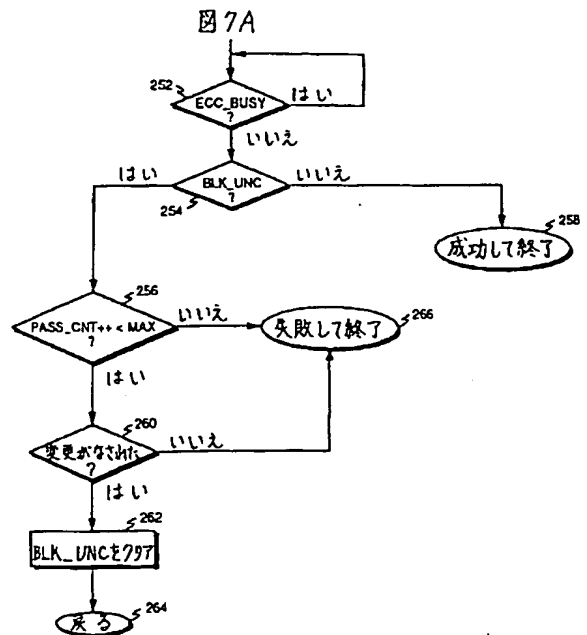 図7A
252
ECC_BUSY
?
はい
いいえ
はい
BLK_UNC
?
いいえ
254
258
成功して終了
256
PASS_CNT++ < MAX
?
いいえ
失敗して終了
266
はい
260
変更がなされた
?
いいえ
はい
262
BLK_UNCをクリア
264
戻る